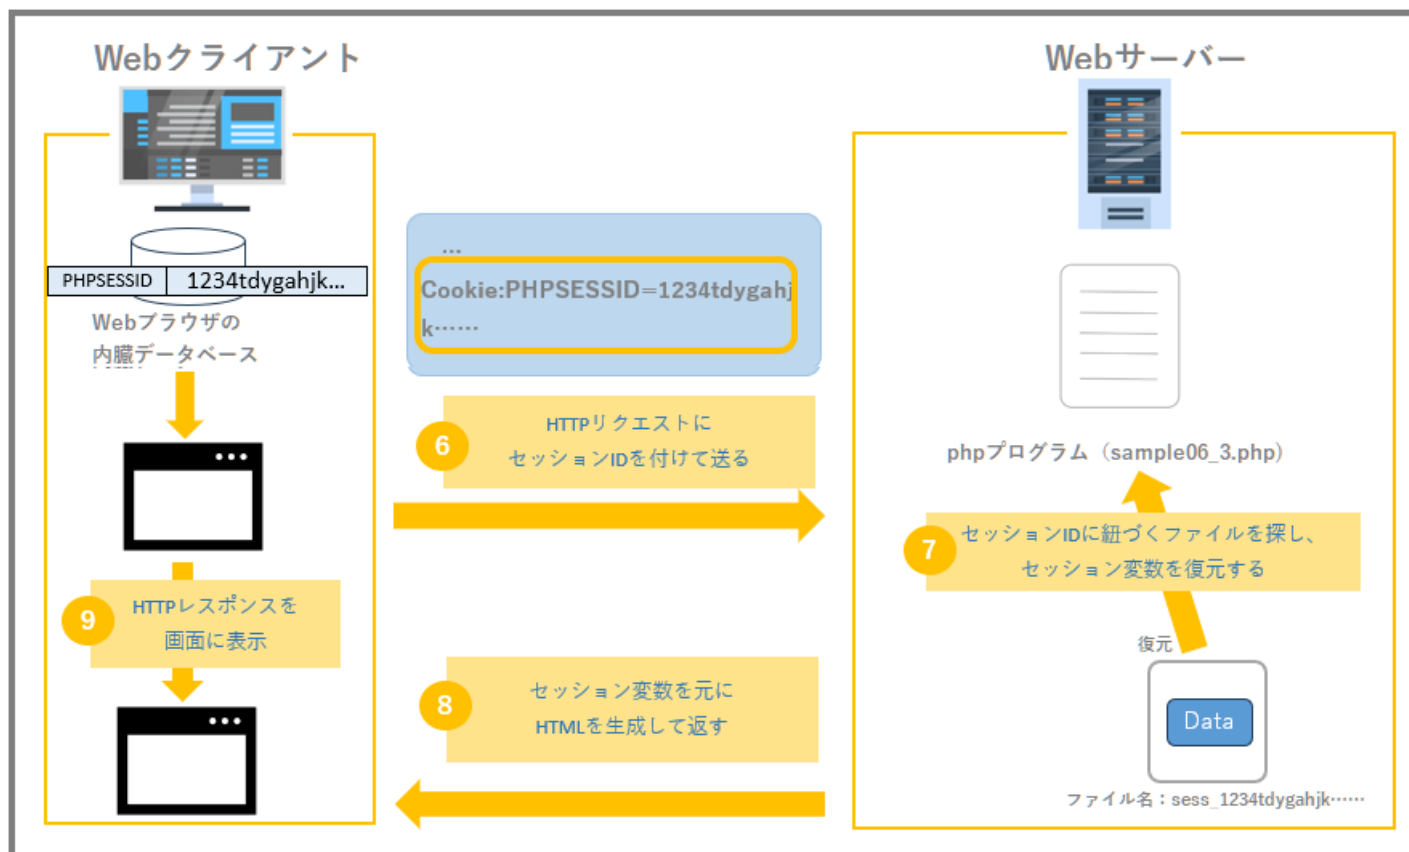 Webクライアント
Webサーバー
PHPSESSID
1234tdygahjk...
Webブラウザの
内臓データベース
...
Cookie:PHPSESSID=1234tdygahj
k……
6
HTTPリクエストに
セッションIDを付けて送る
phpプログラム（sample06_3.php）
7
セッションIDに紐づくファイルを探し、
セッション変数を復元する
9
HTTPレスポンスを
画面に表示
復元
8
セッション変数を元に
HTMLを生成して返す
Data
ファイル名：sess_1234tdygahjk……